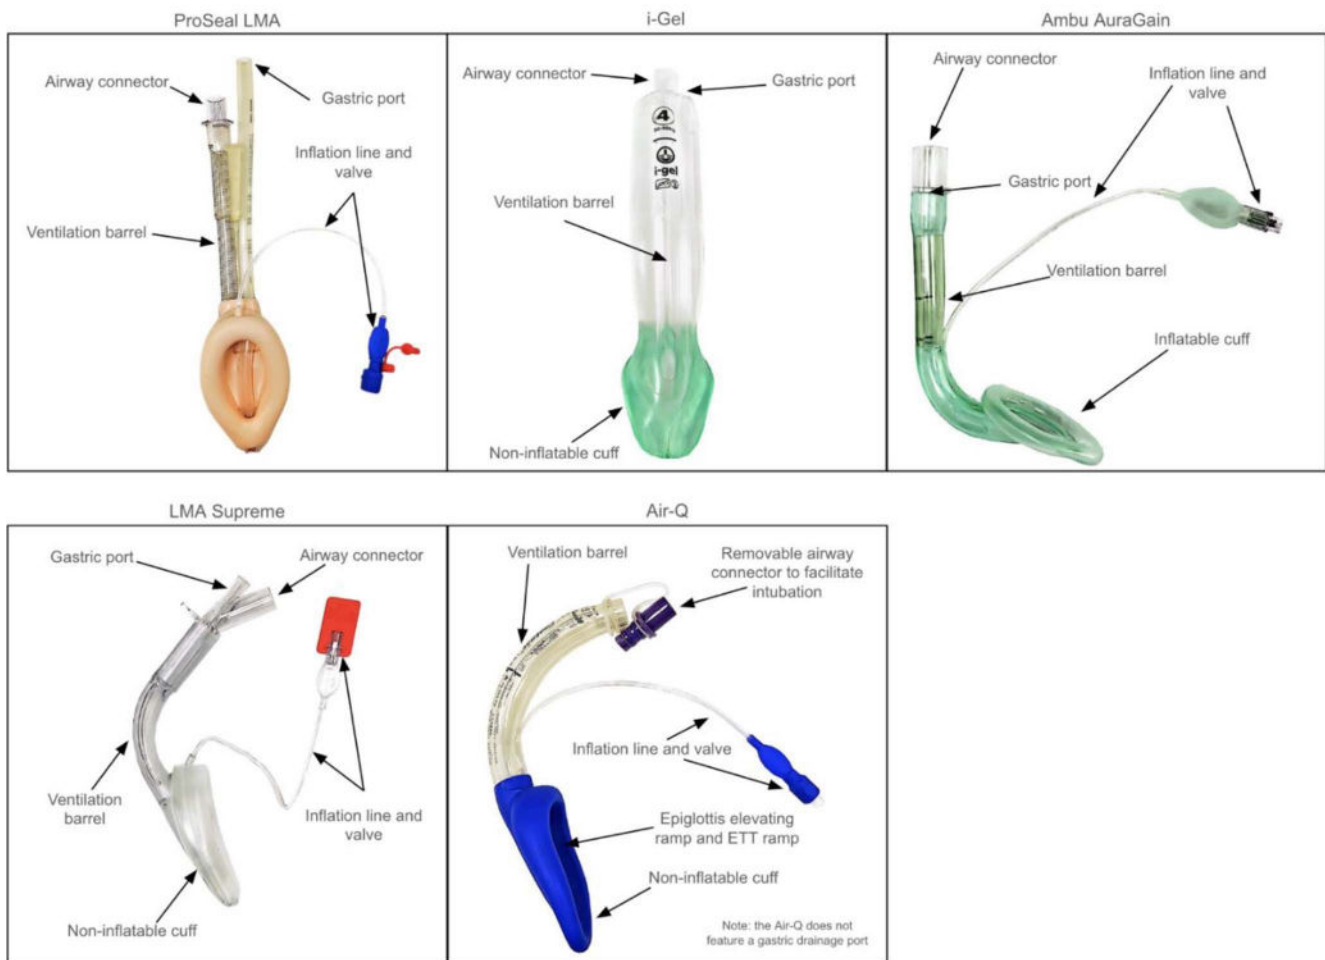 ProSeal LMA
Airway connector
Gastric port
Inflation line and
valve
Ventilation barrel
i-Gel
Airway connector
Gastric port
4
i-gel
Ventilation barrel
Non-inflatable cuff
Ambu AuraGain
Airway connector
Inflation line and
valve
Gastric port
Ventilation barrel
Inflatable cuff
LMA Supreme
Gastric port
Airway connector
Ventilation
barrel
Inflation line and
valve
Non-inflatable cuff
Air-Q
Ventilation barrel
Removable airway
connector to facilitate
intubation
Inflation line and valve
Epiglottis elevating
ramp and ETT ramp
Non-inflatable cuff
Note: the Air-Q does not
feature a gastric drainage port